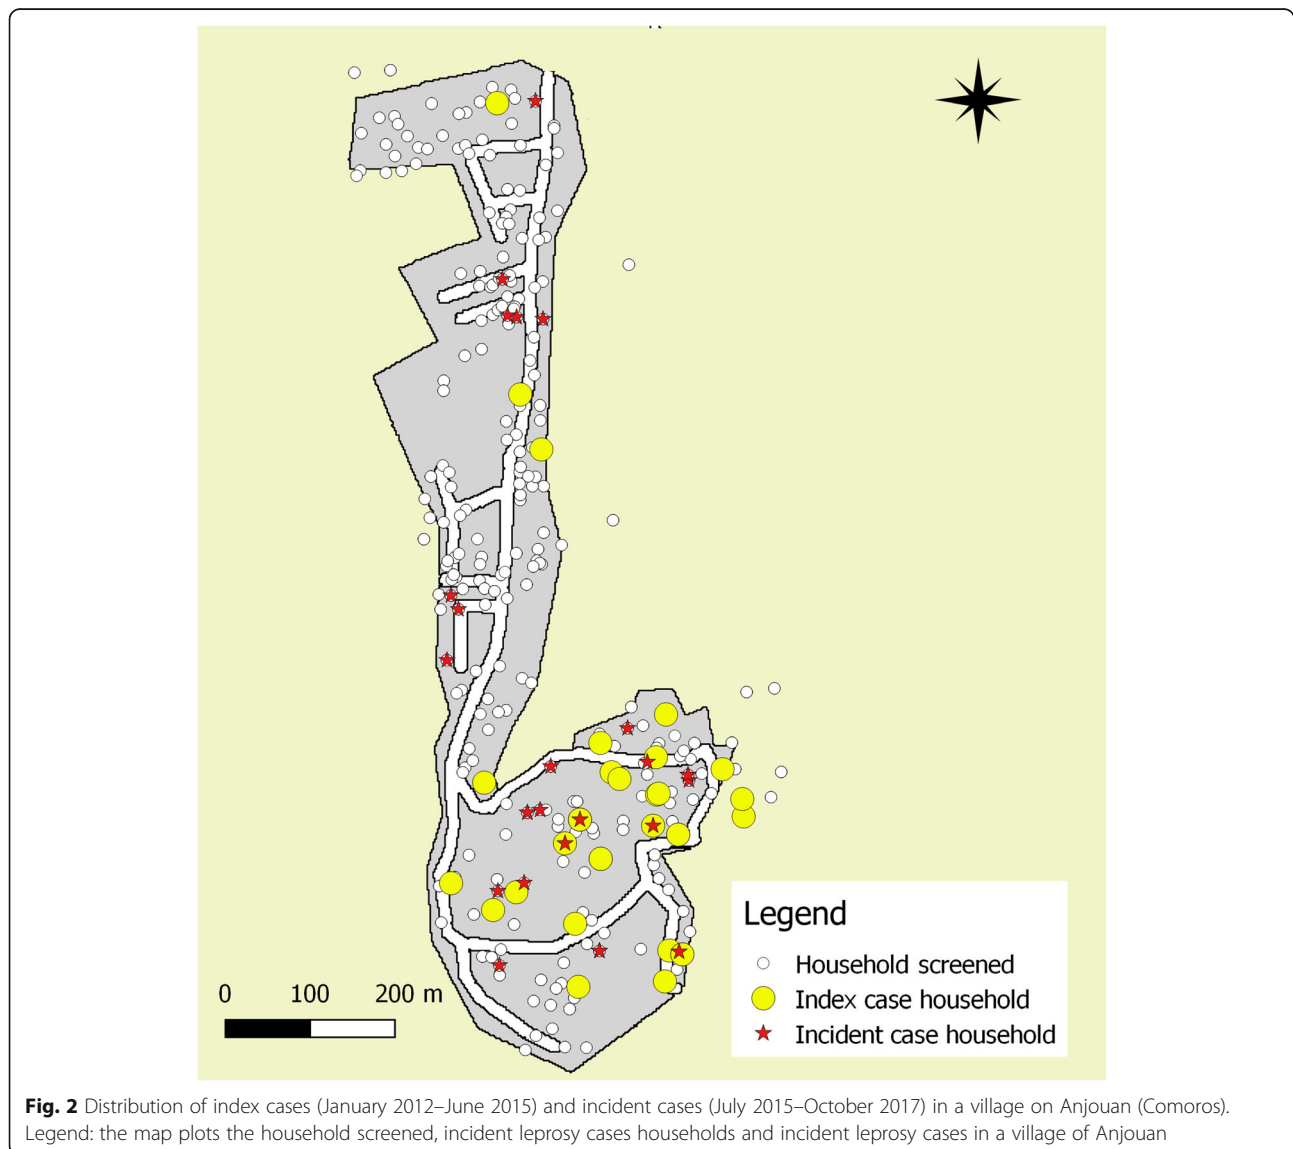 Legend
Household screened
Index case household
Incident case household
0 100 200 m
Fig. 2 Distribution of index cases (January 2012–June 2015) and incident cases (July 2015–October 2017) in a village on Anjouan (Comoros).
Legend: the map plots the household screened, incident leprosy cases households and incident leprosy cases in a village of Anjouan